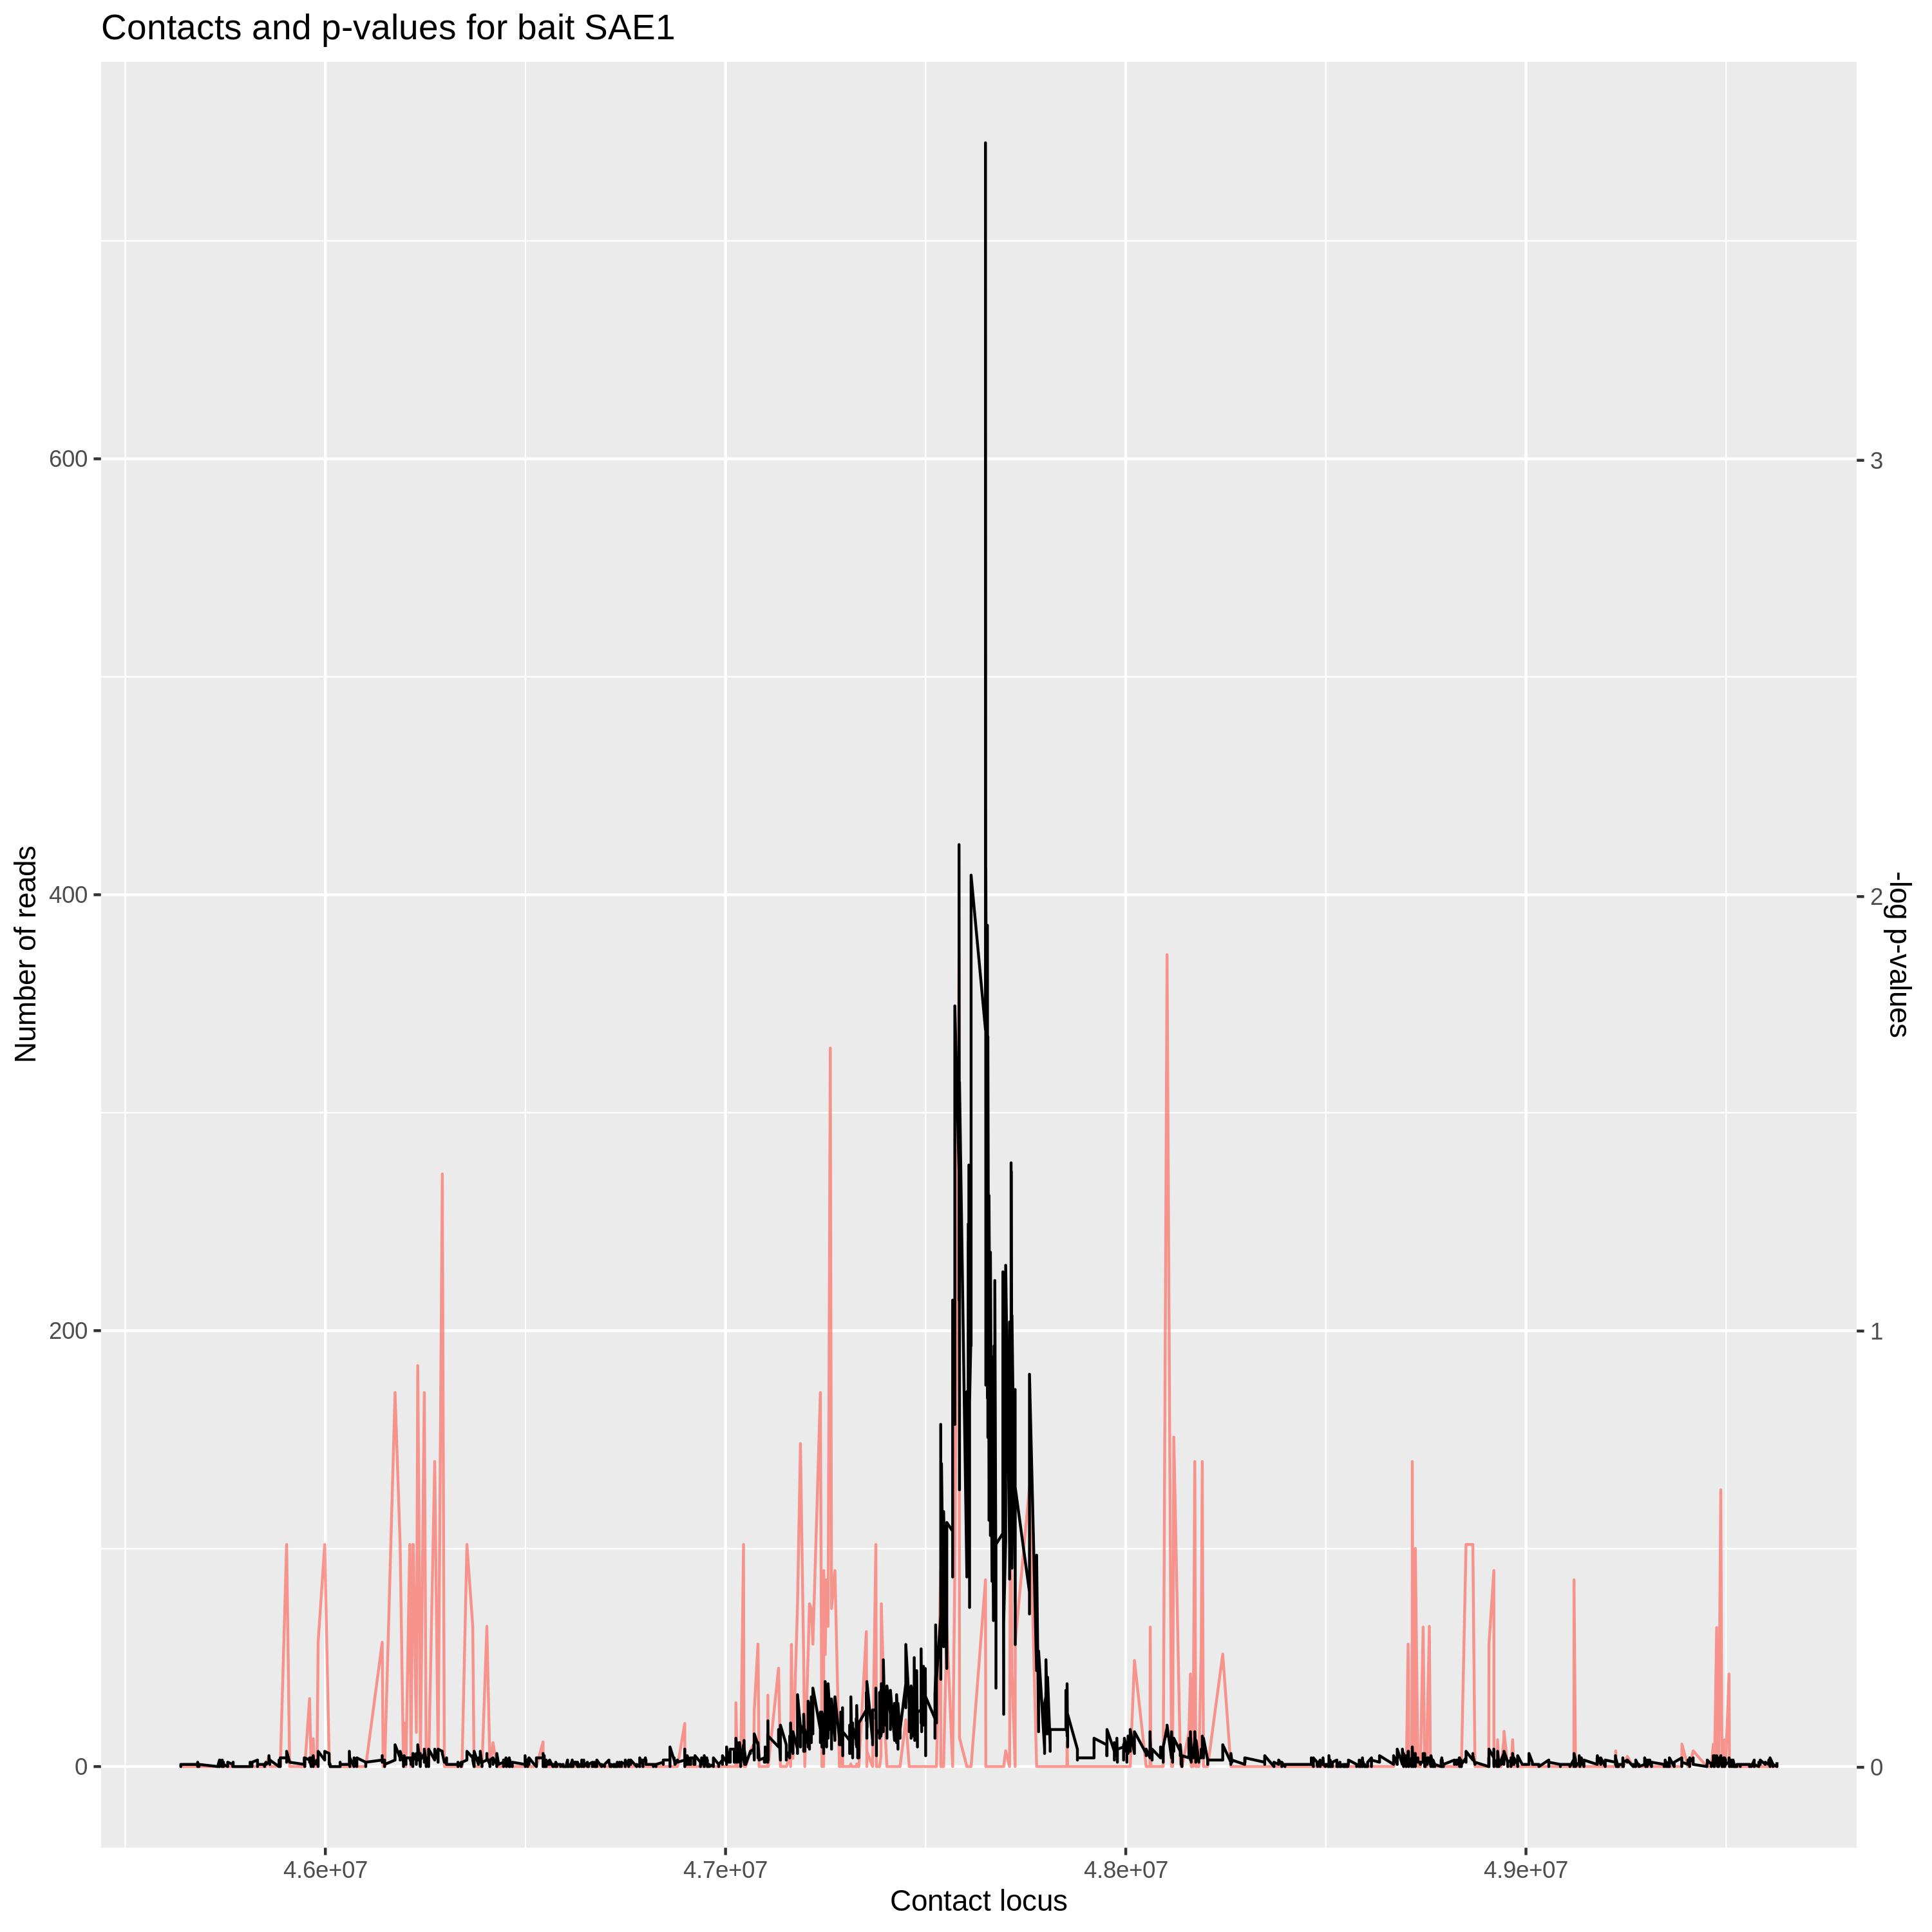 Contacts and p-values for bait SAE1
Number of reads
600
400
200
0
3
2
1
0
-log p-values
4.6e+07 4.7e+07 4.8e+07 4.9e+07
Contact locus